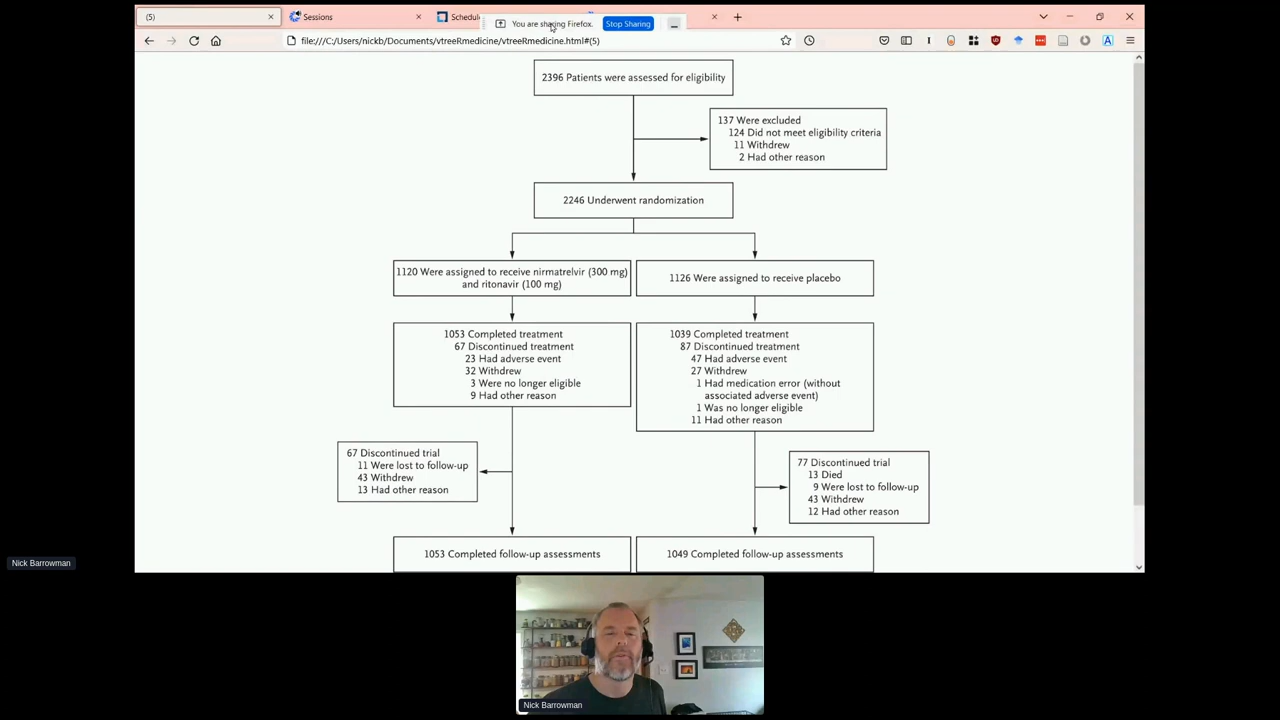 (5)
Sessions
Schedul
You are sharing Firefox.
Stop Sharing
file:///C:/Users/nickb/Documents/vtreeRmedicine/vtreeRmedicine.html#(5)
2396 Patients were assessed for eligibility
137 Were excluded
124 Did not meet eligibility criteria
11 Withdrew
2 Had other reason
2246 Underwent randomization
1120 Were assigned to receive nirmatrelvir (300 mg)
and ritonavir (100 mg)
1126 Were assigned to receive placebo
1053 Completed treatment
67 Discontinued treatment
23 Had adverse event
32 Withdrew
3 Were no longer eligible
9 Had other reason
1039 Completed treatment
87 Discontinued treatment
47 Had adverse event
27 Withdrew
1 Had medication error (without
associated adverse event)
1 Was no longer eligible
11 Had other reason
67 Discontinued trial
11 Were lost to follow-up
43 Withdrew
13 Had other reason
77 Discontinued trial
13 Died
9 Were lost to follow-up
43 Withdrew
12 Had other reason
1053 Completed follow-up assessments
1049 Completed follow-up assessments
Nick Barrowman
Nick Barrowman